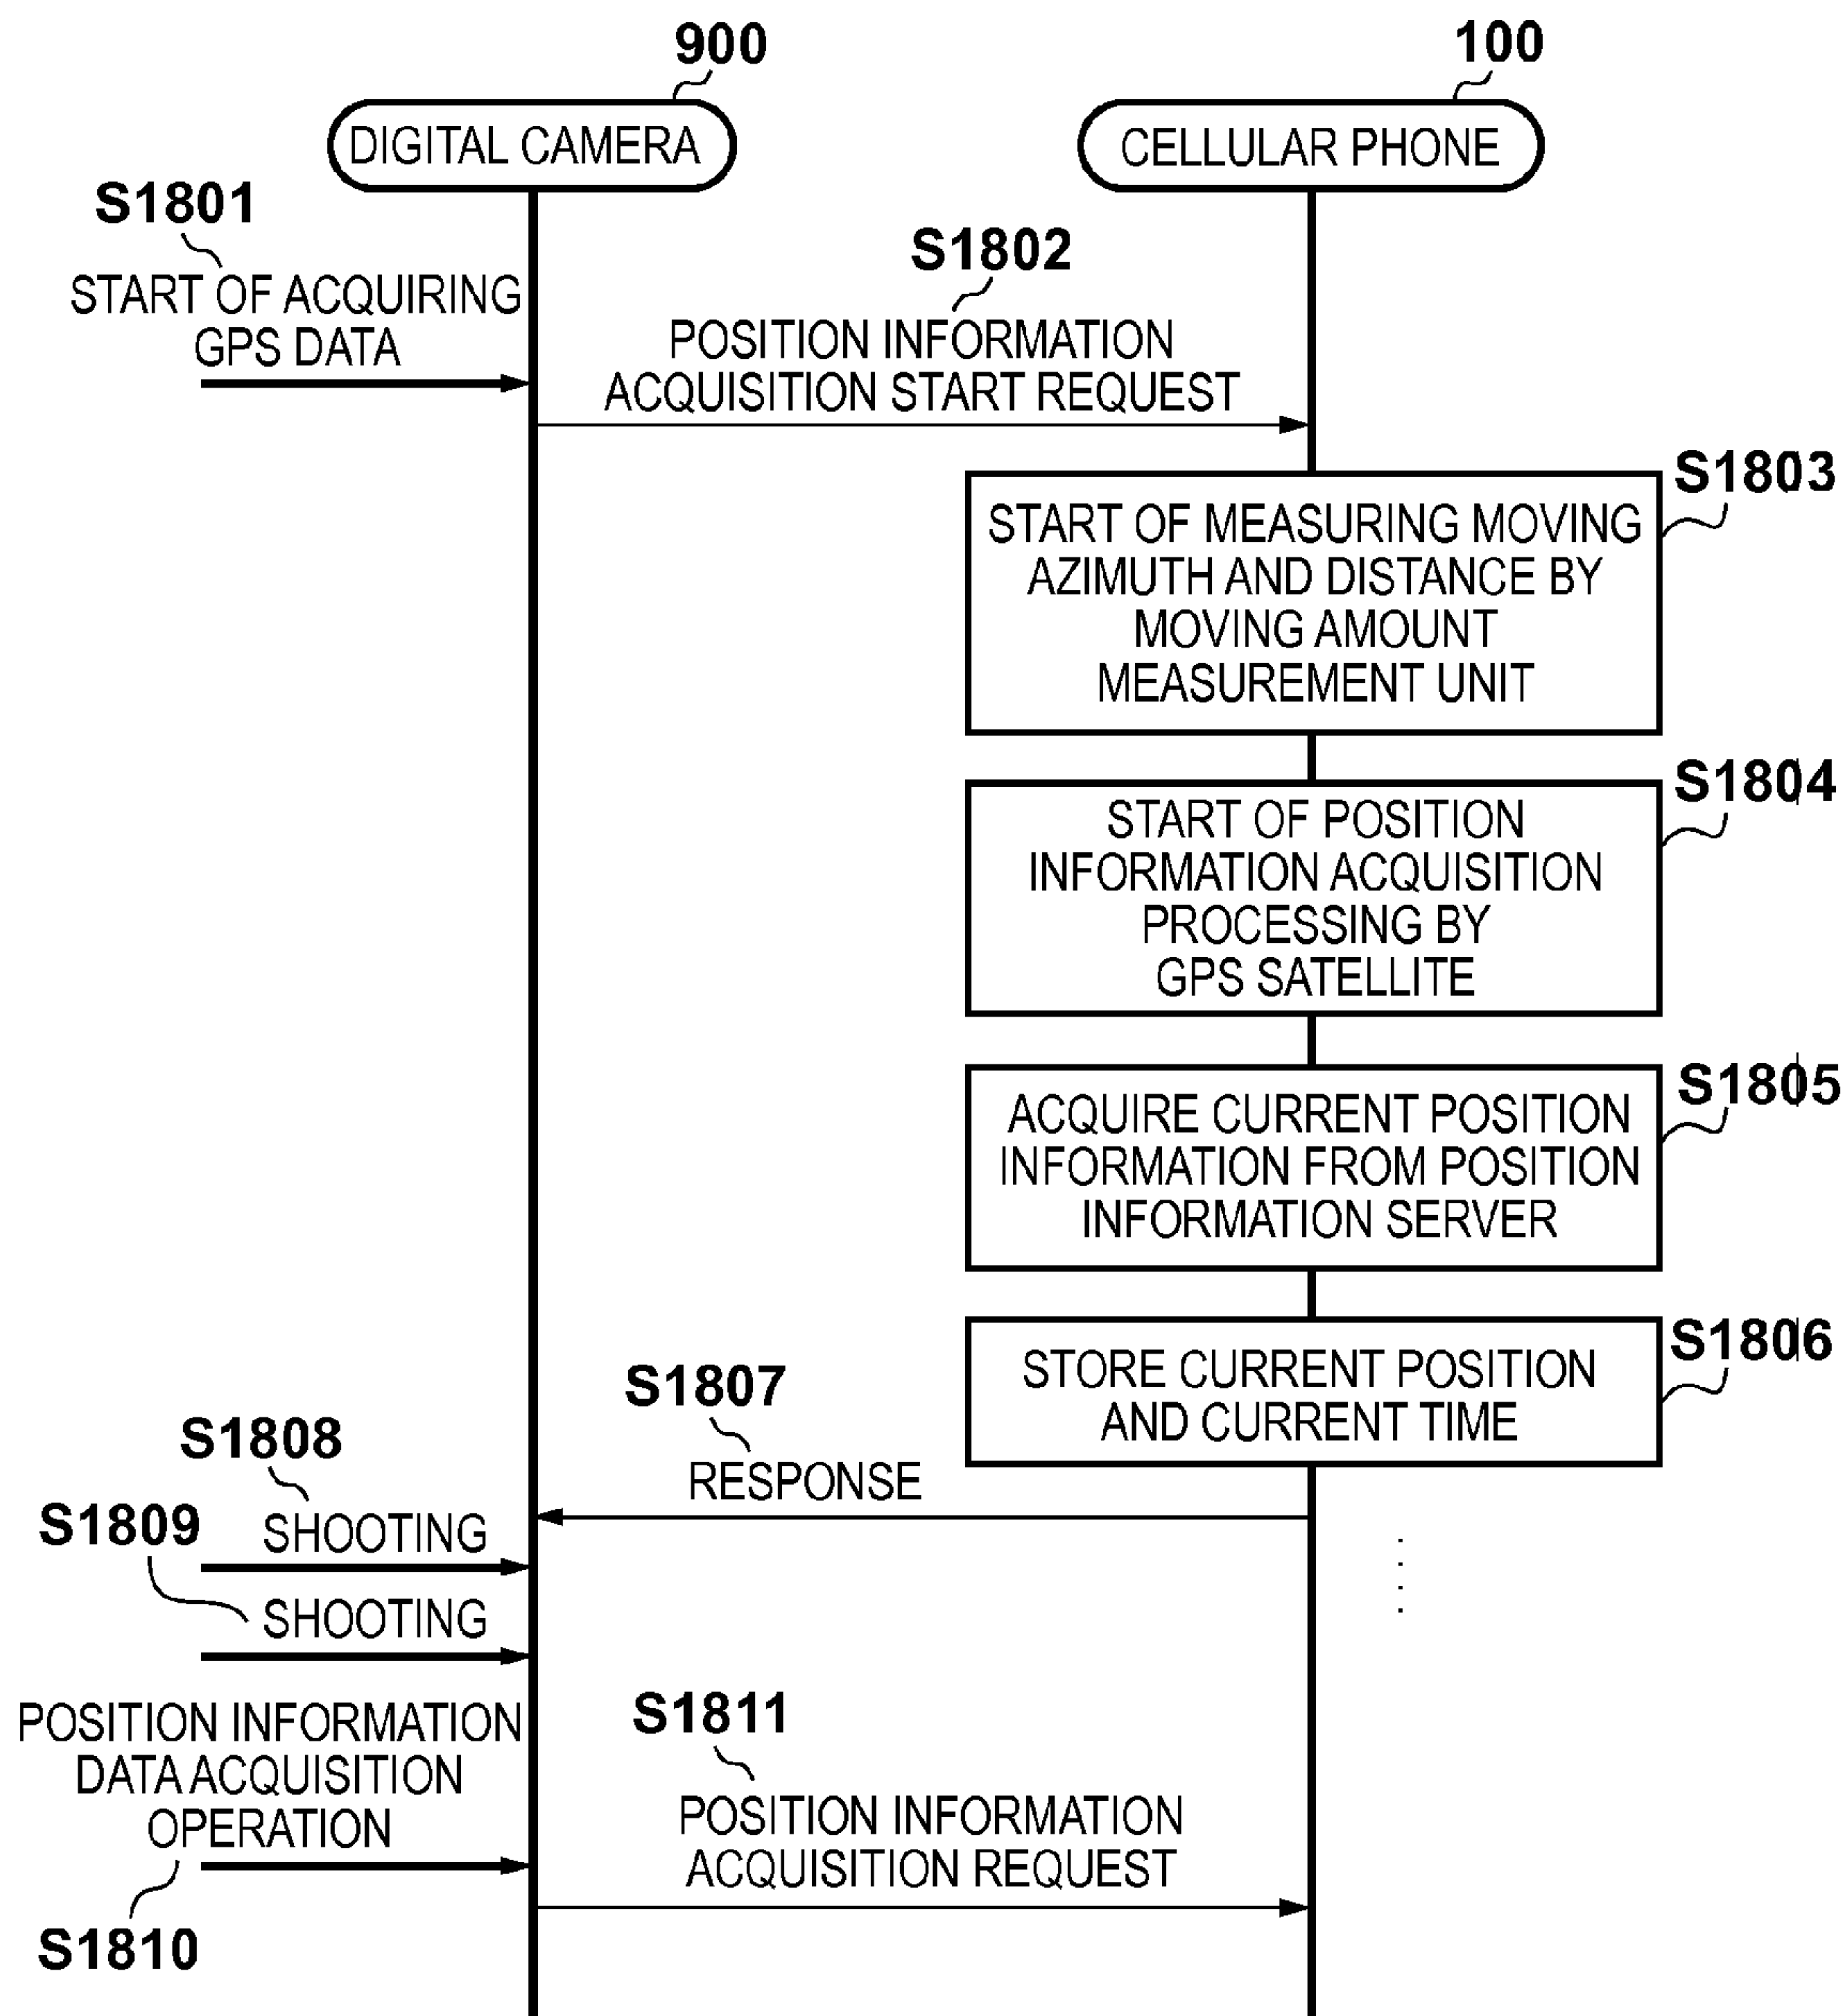 900
100
DIGITAL CAMERA
CELLULAR PHONE
S1801
START OF ACQUIRING
GPS DATA
S1802
POSITION INFORMATION
ACQUISITION START REQUEST
S1803
START OF MEASURING MOVING
AZIMUTH AND DISTANCE BY
MOVING AMOUNT
MEASUREMENT UNIT
S1804
START OF POSITION
INFORMATION ACQUISITION
PROCESSING BY
GPS SATELLITE
S1805
ACQUIRE CURRENT POSITION
INFORMATION FROM POSITION
INFORMATION SERVER
S1806
STORE CURRENT POSITION
AND CURRENT TIME
S1807
RESPONSE
S1808
SHOOTING
S1809
SHOOTING
POSITION INFORMATION
DATA ACQUISITION
OPERATION
S1810
S1811
POSITION INFORMATION
ACQUISITION REQUEST